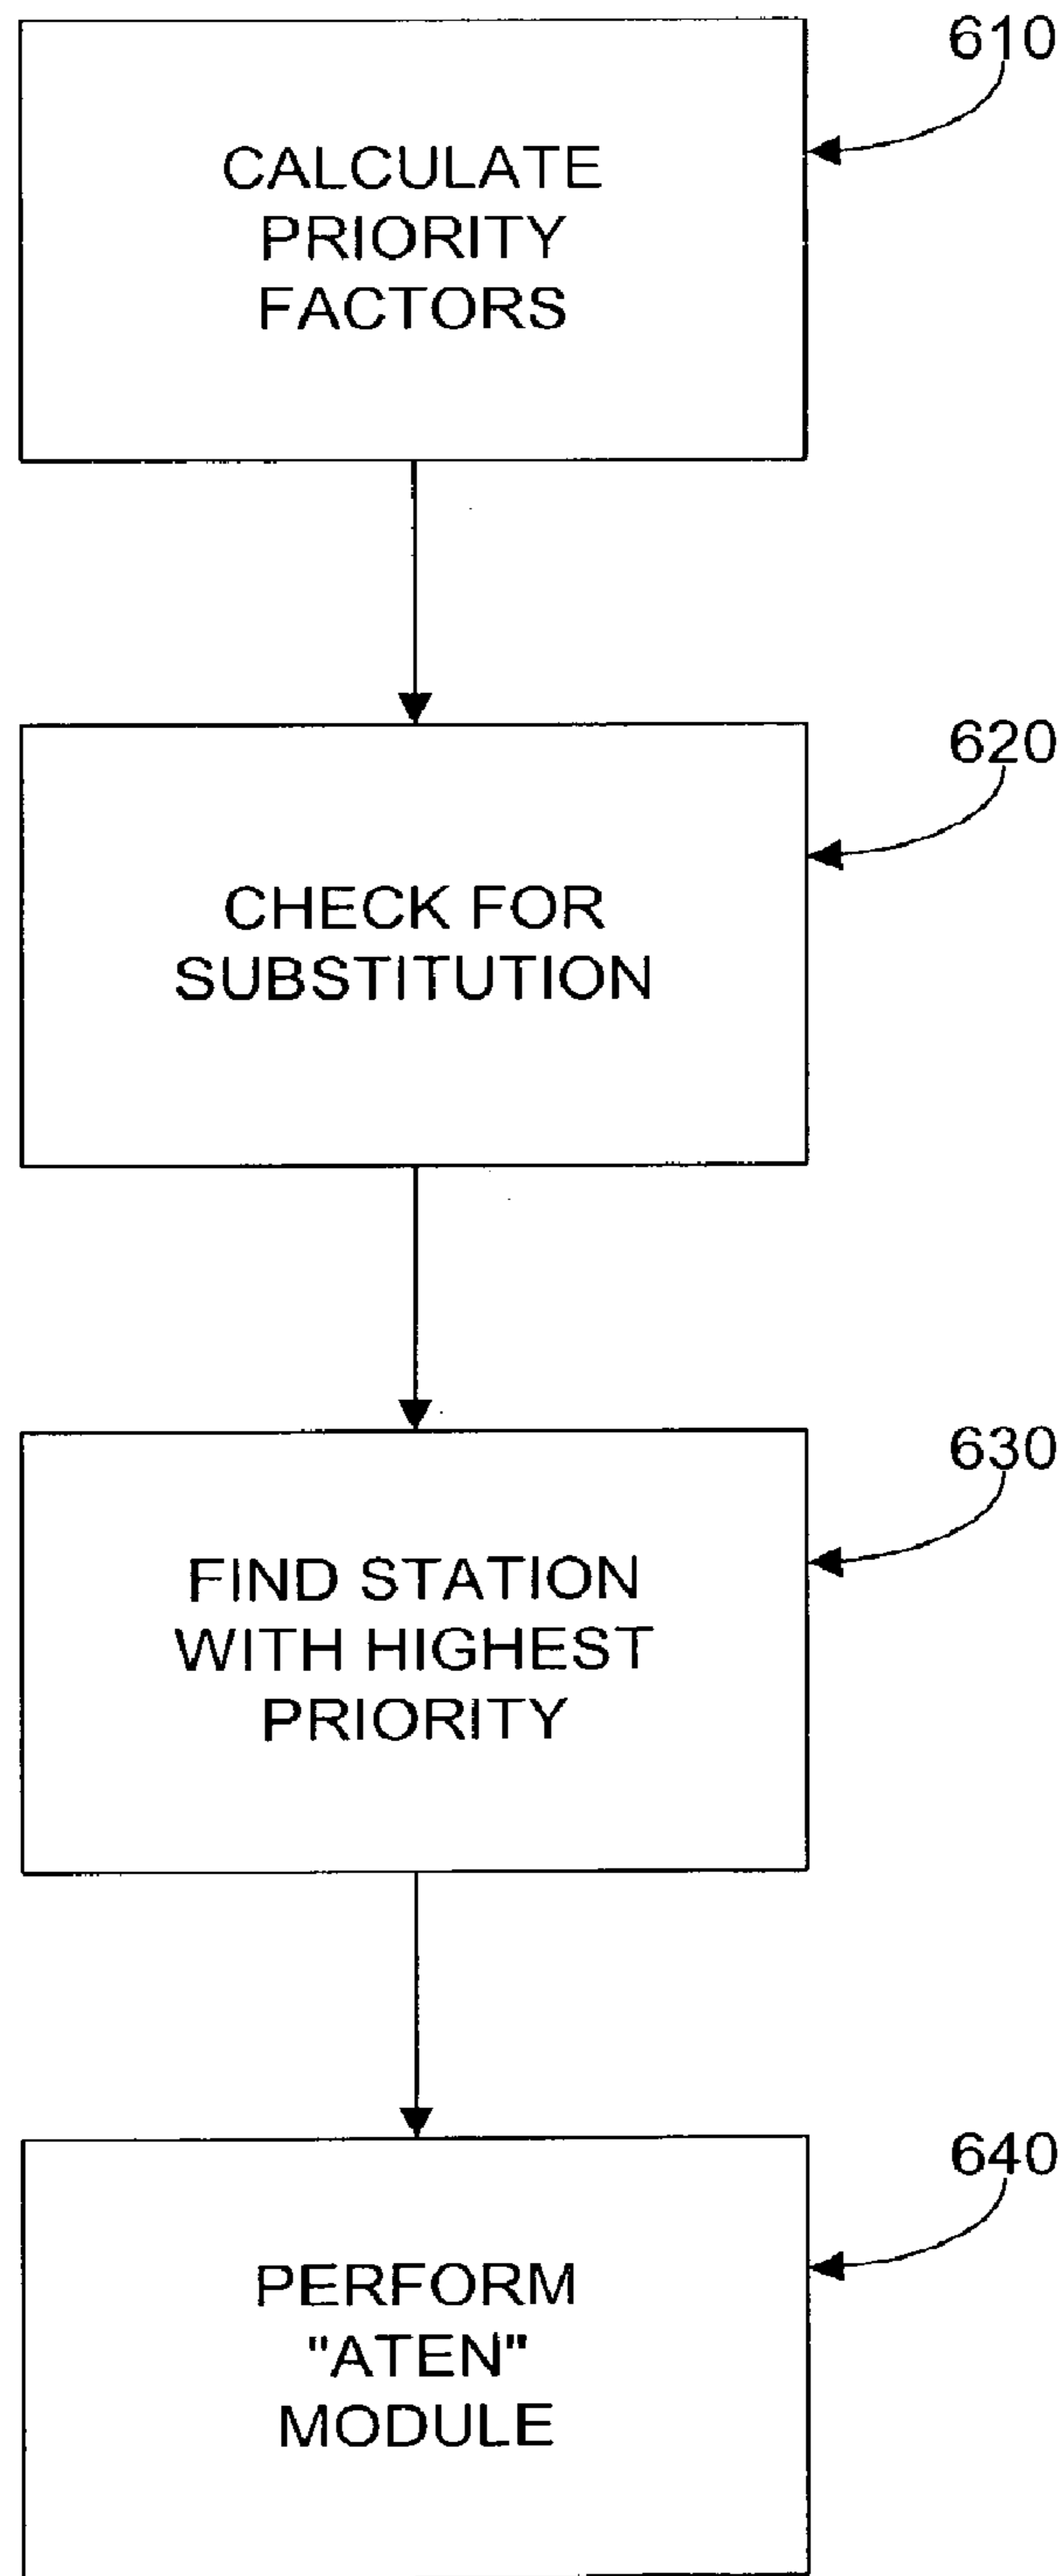 610
CALCULATE
PRIORITY
FACTORS
620
CHECK FOR
SUBSTITUTION
630
FIND STATION
WITH HIGHEST
PRIORITY
640
PERFORM
"ATEN"
MODULE